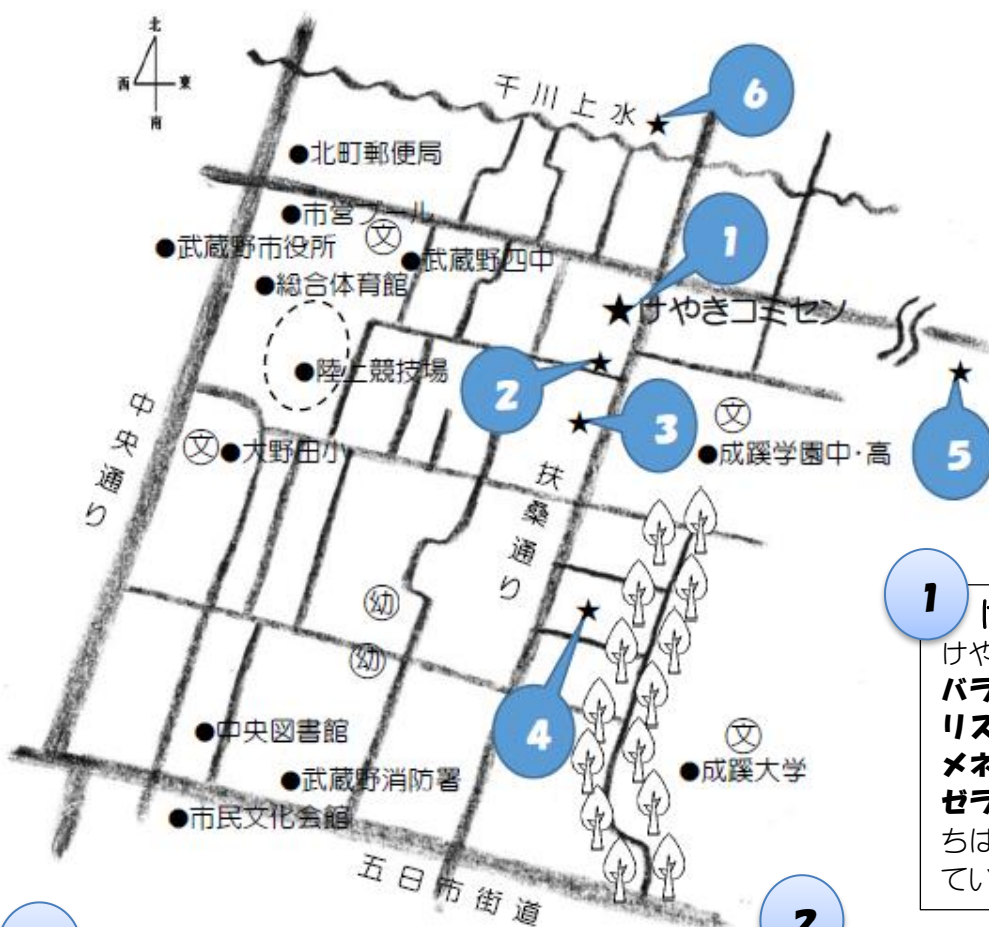 北
西 東
南
千川上水
6
●北町郵便局
●市営プール
文
●武蔵野市役所
●武蔵野四中
1
●総合体育館
★けやきコミセン
●陸上競技場
2
3
文
5
中央通り
文●大野田小
●成蹊学園中・高
扶桑通り
幼
幼
4
●中央図書館
文
●武蔵野消防署
●成蹊大学
●市民文化会館
五日市街道
1
けや
バラ
リス
メネ
ゼラ
ちは
てい
2